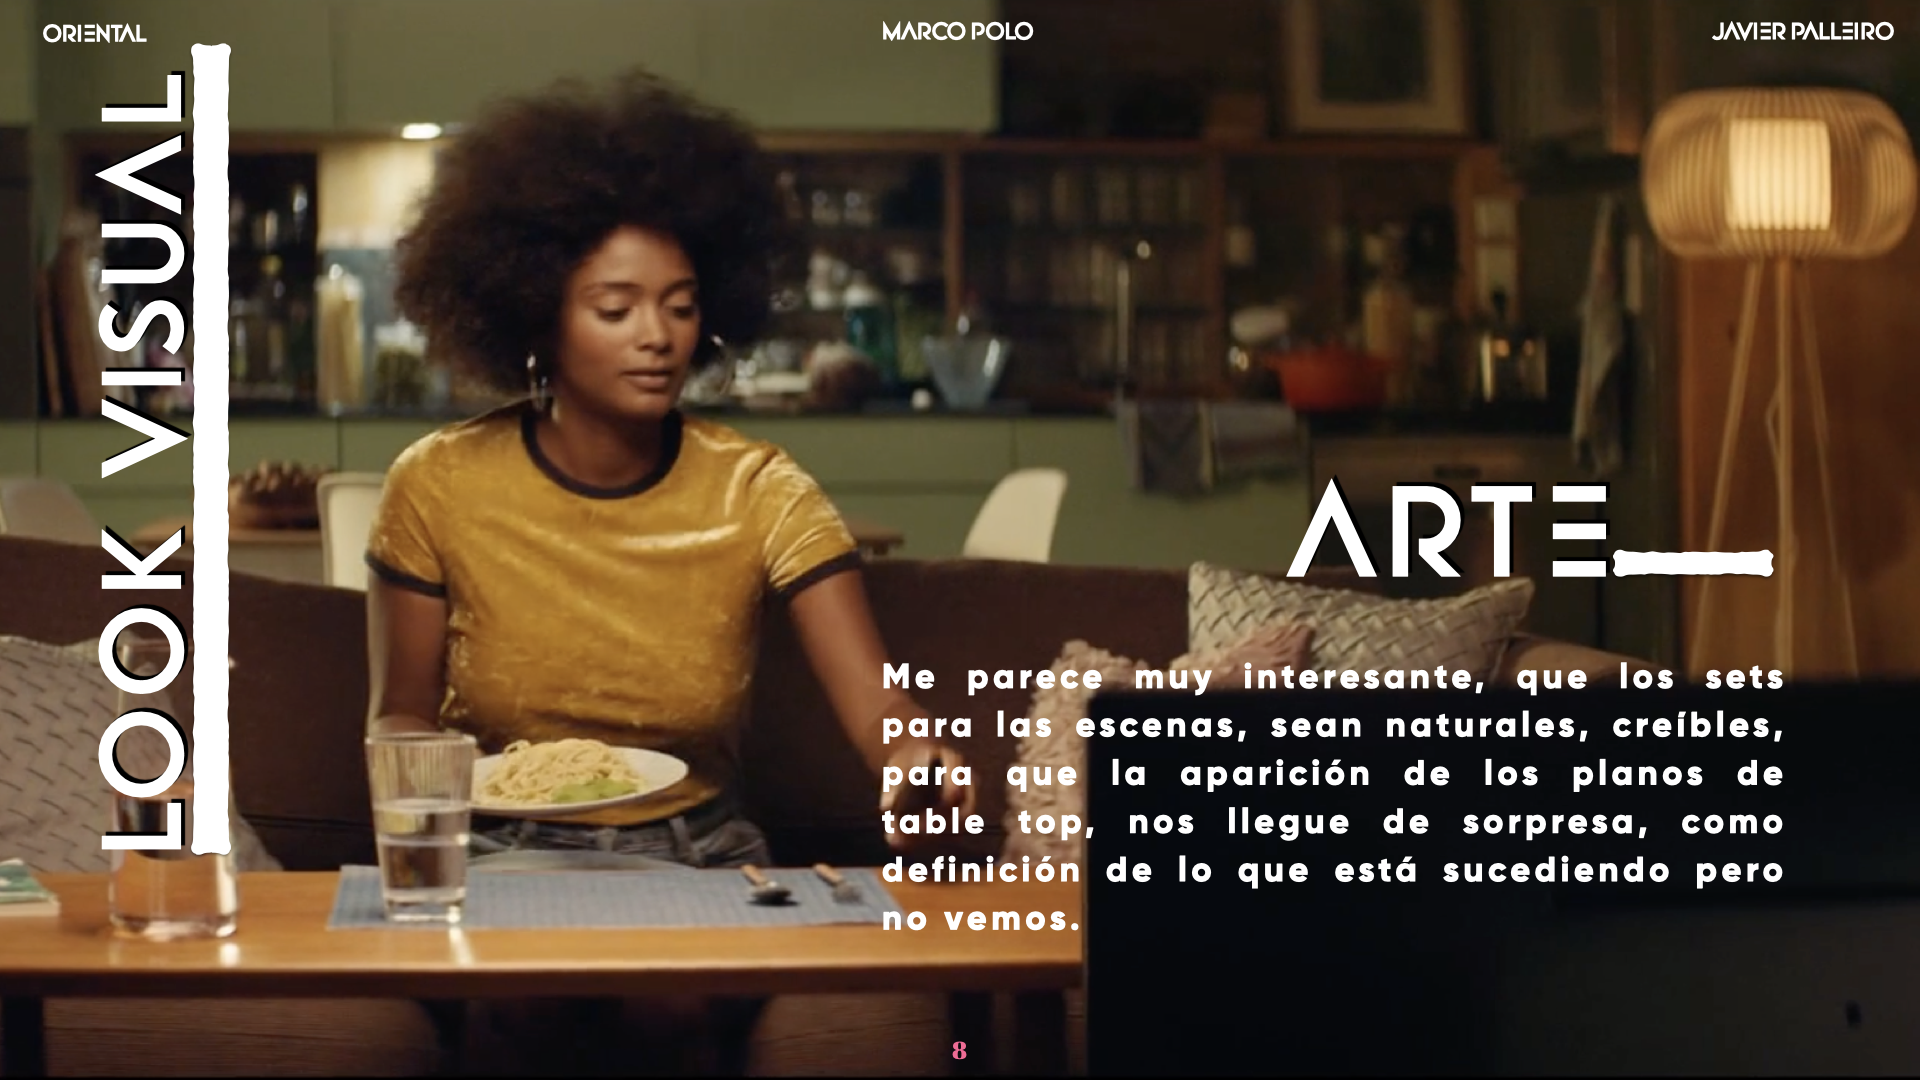 ORIENTAL
MARCO POLO
JAVIER PALLEIRO
LOOK VISUAL
ARTE
Me parece muy interesante, que los sets
para las escenas, sean naturales, creíbles,
para que la aparición de los planos de
table top, nos llegue de sorpresa, como
definición de lo que está sucediendo pero
no vemos.
8